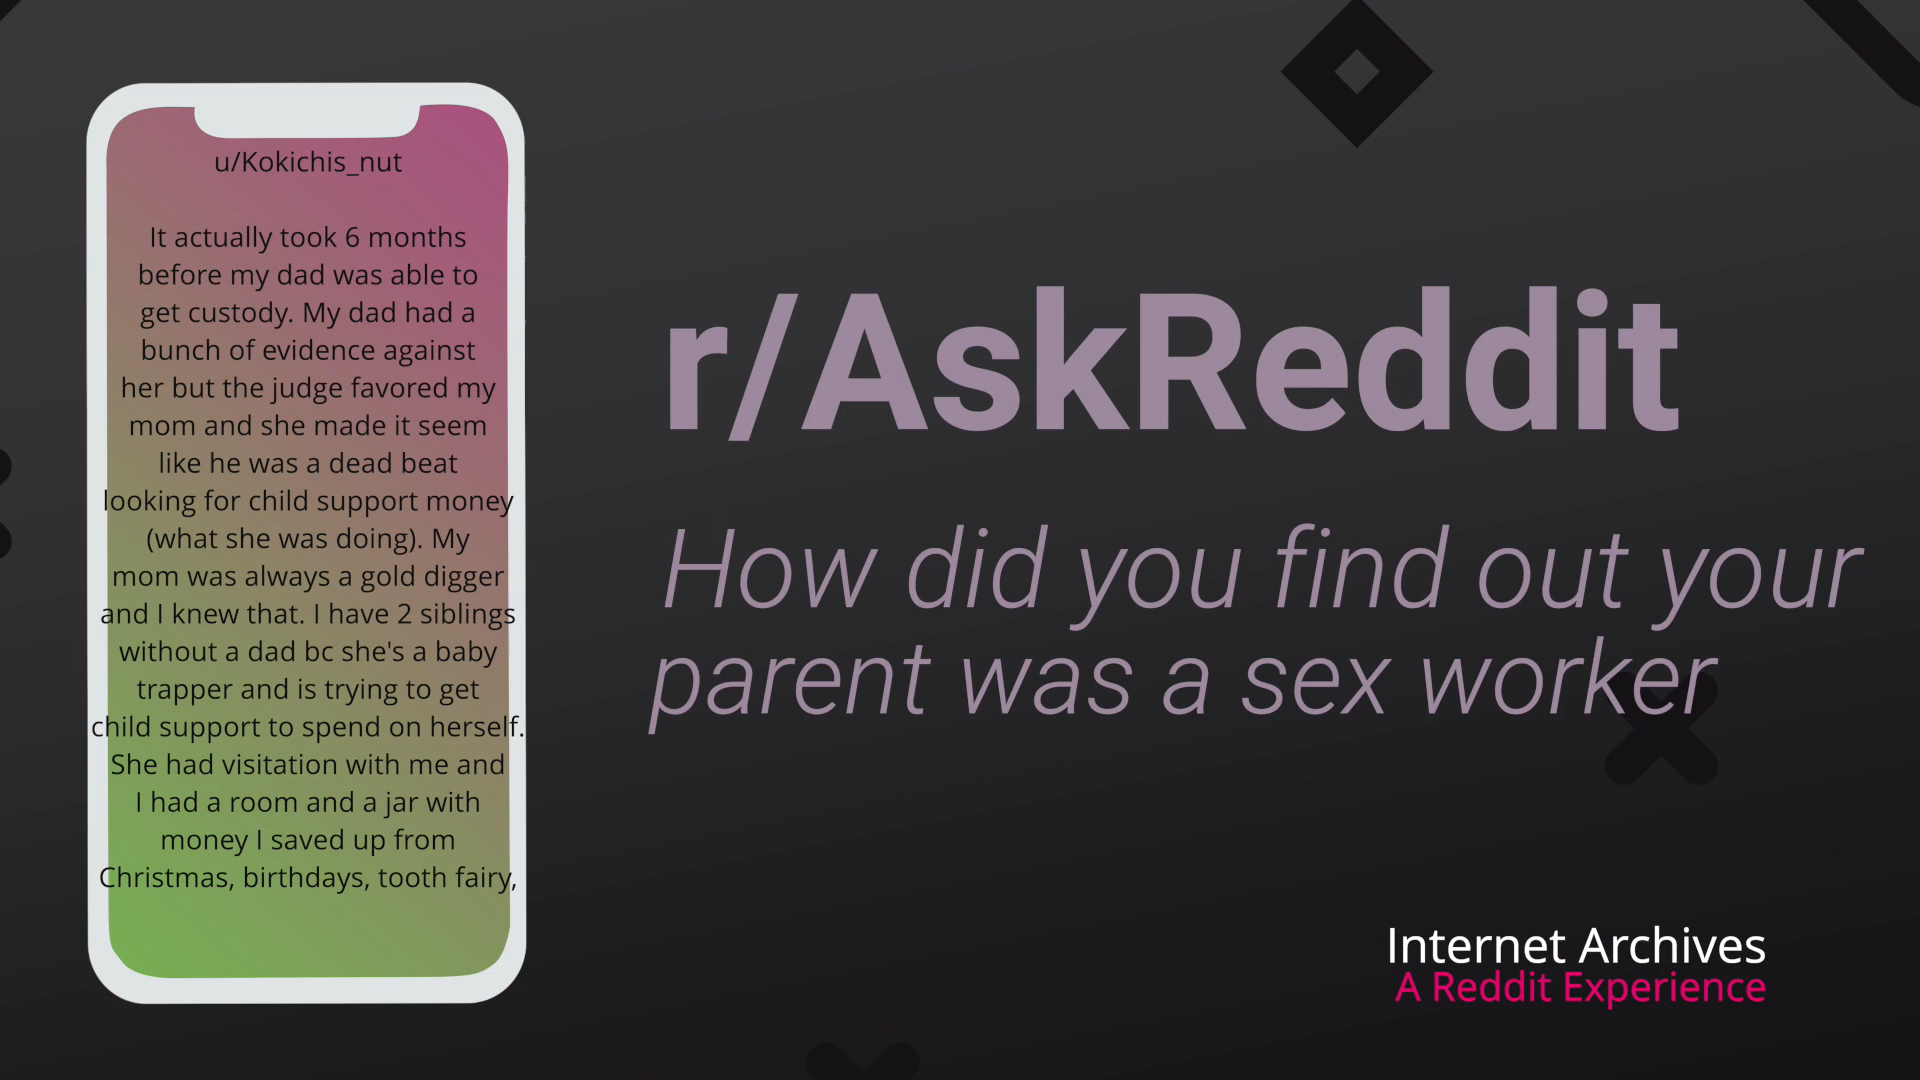 u/Kokichis_nut
It actually took 6 months
before my dad was able to
get custody. My dad had a
bunch of evidence against
her but the judge favored my
mom and she made it seem
like he was a dead beat
looking for child support money
(what she was doing). My
mom was always a gold digger
and I knew that. I have 2 siblings
without a dad bc she's a baby
trapper and is trying to get
child support to spend on herself.
She had visitation with me and
I had a room and a jar with
money I saved up from
Christmas, birthdays, tooth fairy,
r/AskReddit
How did you find out your
parent was a sex worker
Internet Archives
A Reddit Experience